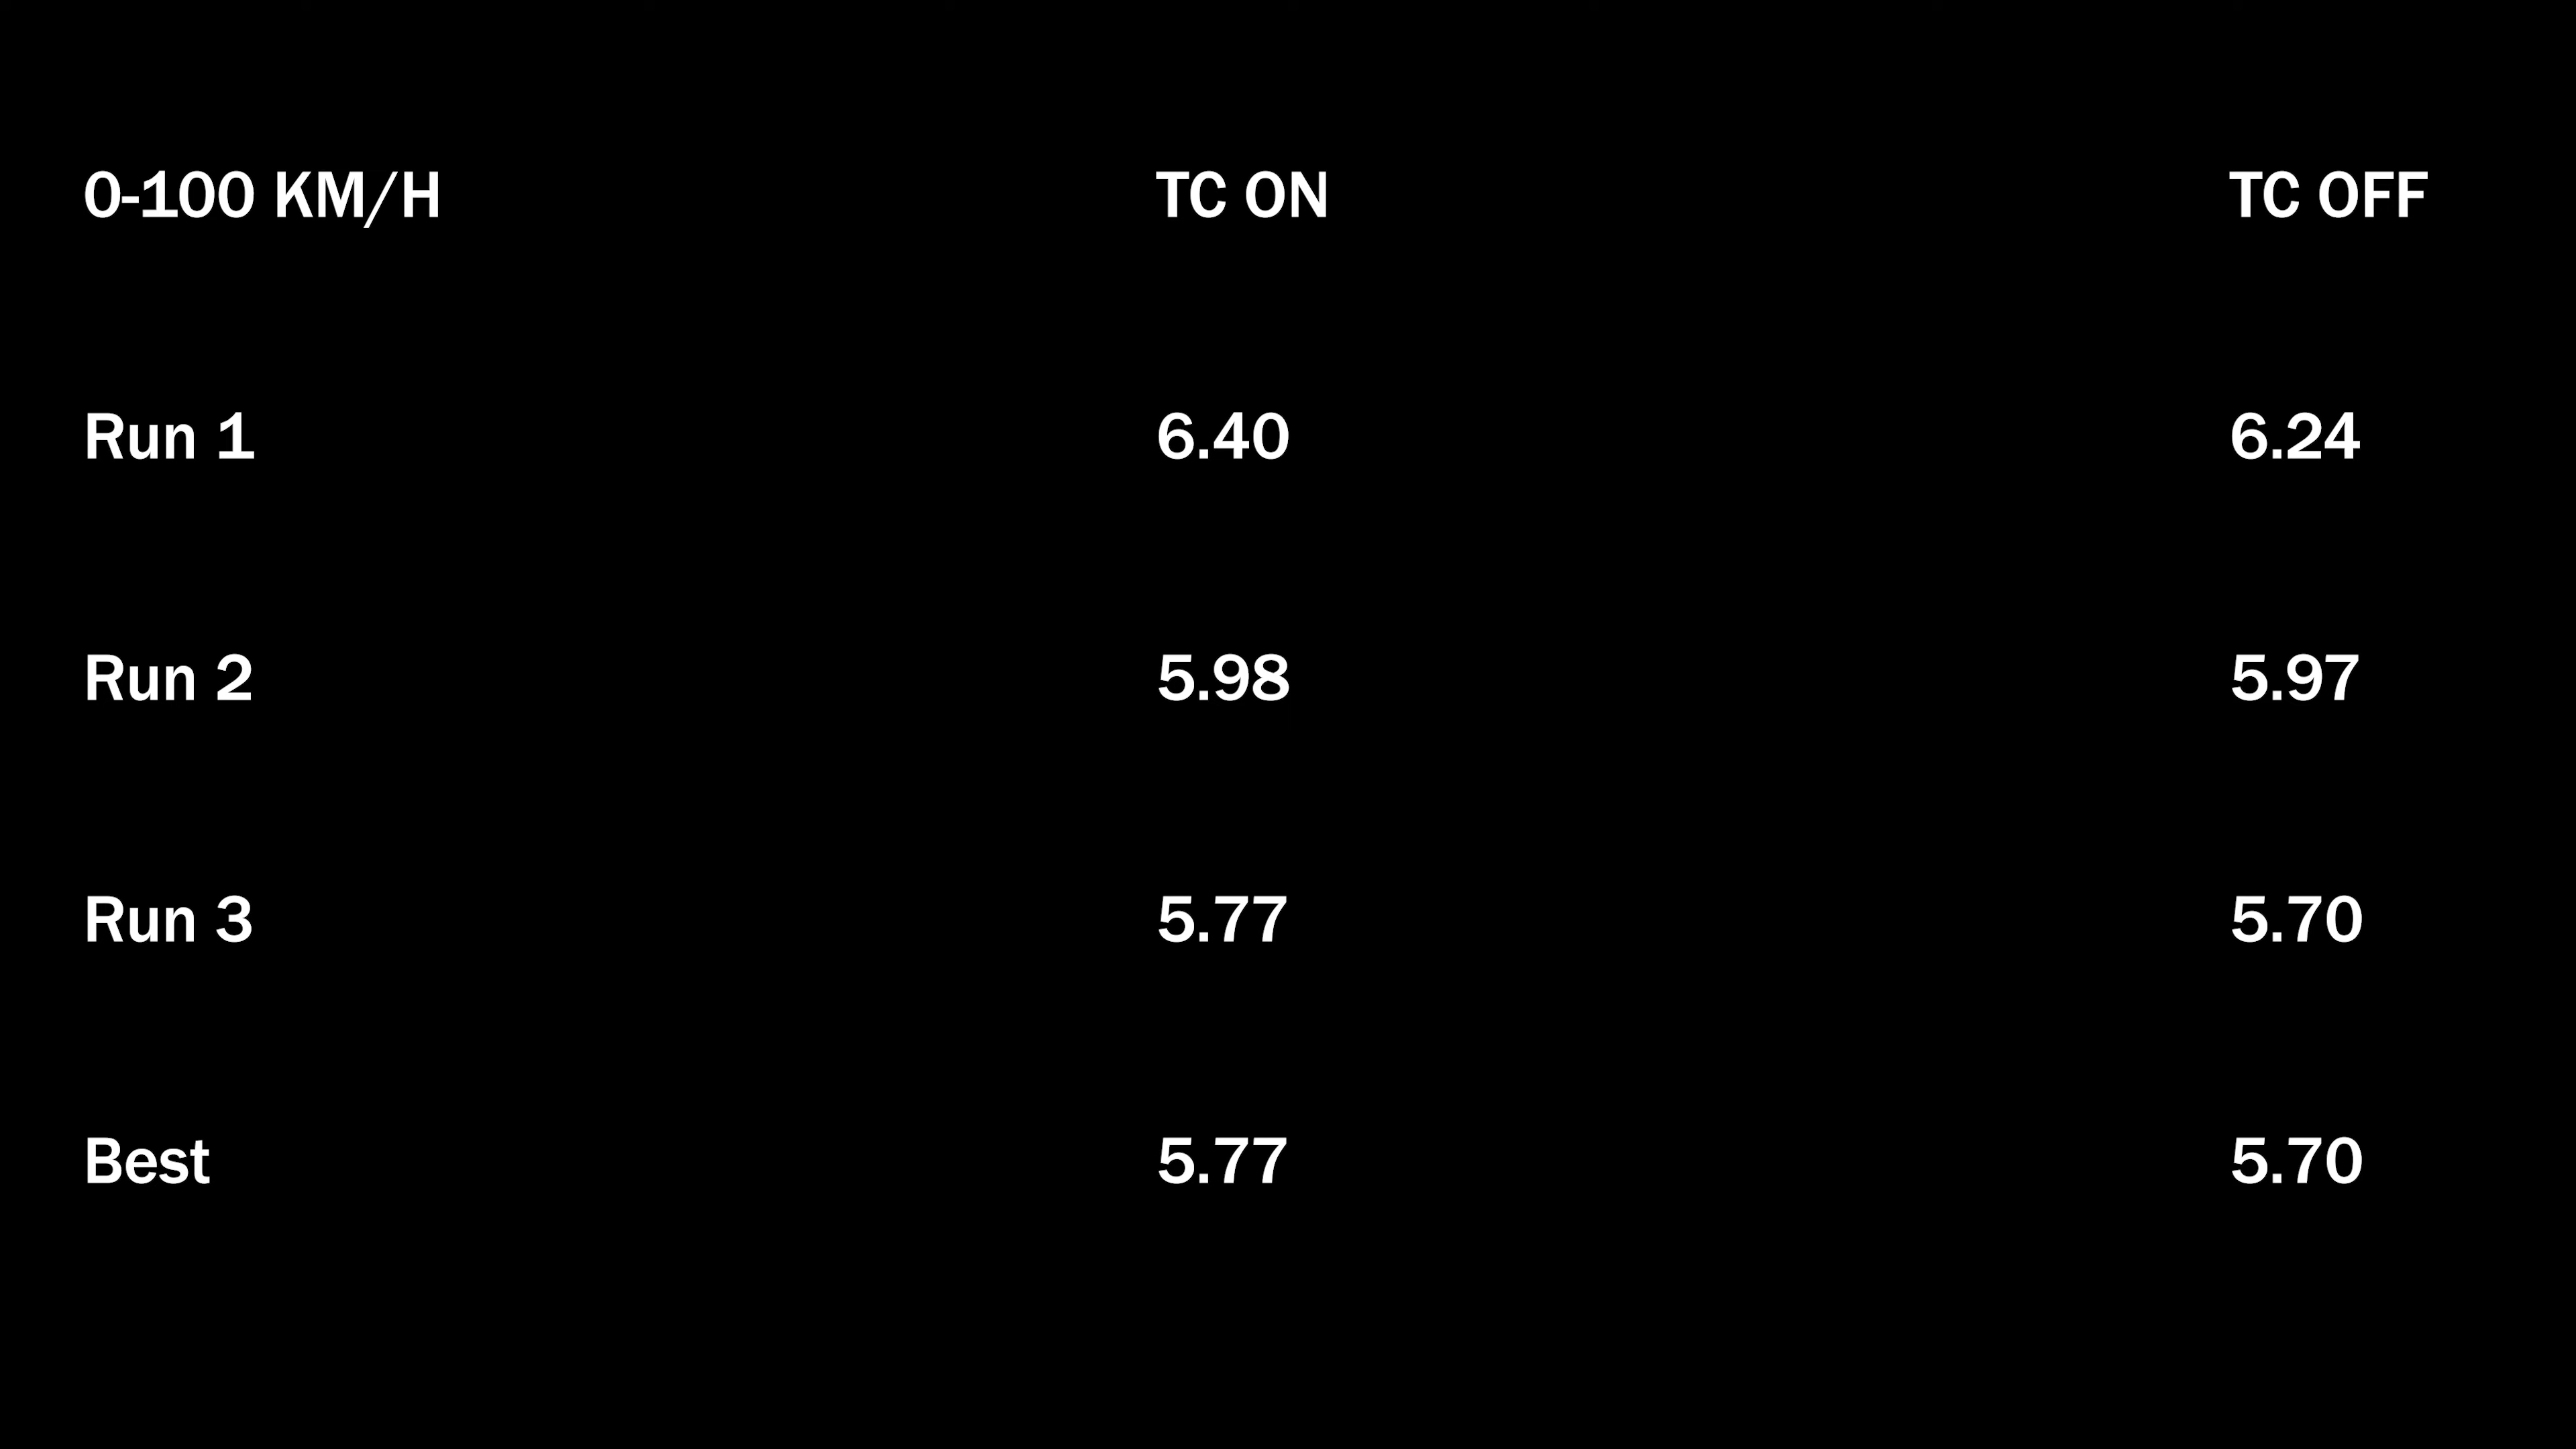 0-100 KM/H TC ON TC OFF
Run 1 6.40 6.24
Run 2 5.98 5.97
Run 3 5.77 5.70
Best 5.77 5.70